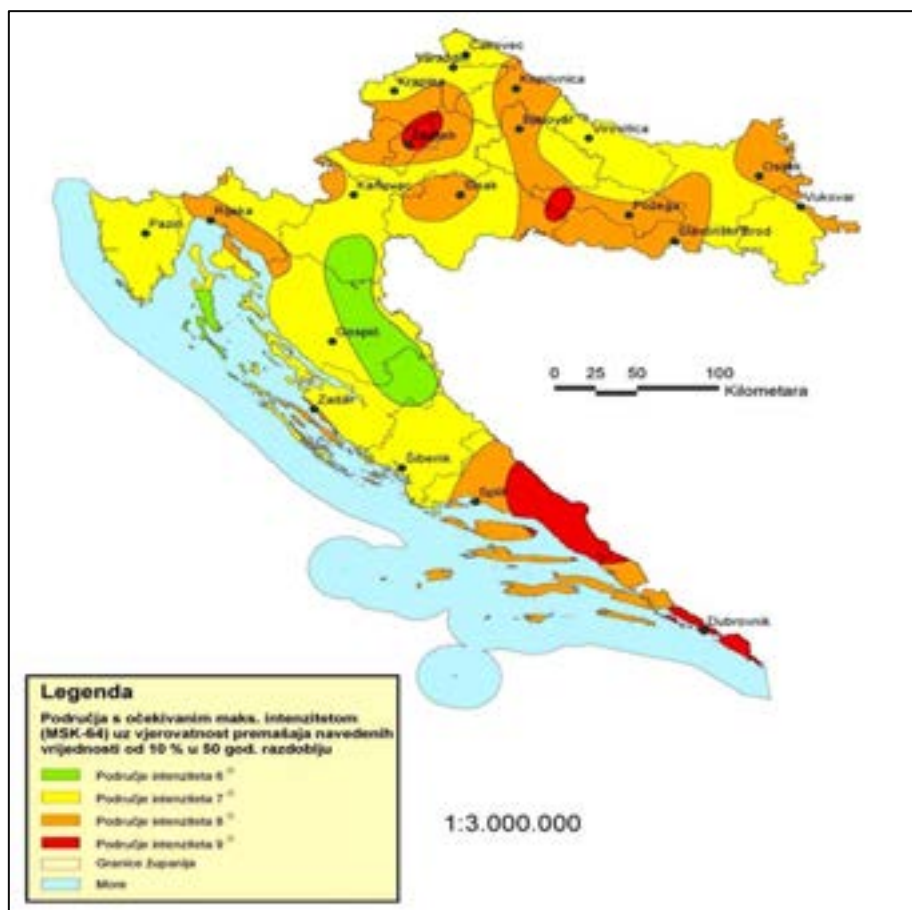 Čakovec
Varaždin
Krapina
Koprivnica
Bjelovar
Virovitica
Zagreb
Osijek
Karlovac
Sisak
Vukovar
Požega
Rijeka
Slavonski Brod
Pazin
Gospić
0 25 50 100
Kilometara
Zadar
Šibenik
Split
Dubrovnik
Legenda
Područja s očekivanim maks. intenzitetom
(MSK-64) uz vjerovatnost premašaja navedenih
vrijednosti od 10 % u 50 god. razdoblju
Područje intenziteta 6 °
Područje intenziteta 7 °
Područje intenziteta 8 °
Područje intenziteta 9 °
Granice županija
More
1:3.000.000